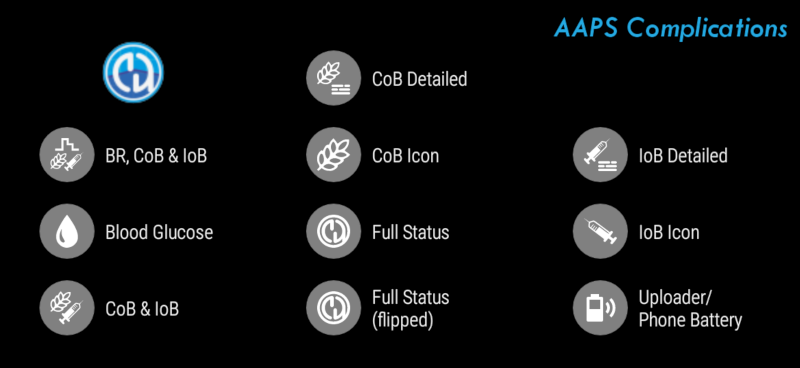 AAPS Complications
CoB Detailed
BR, CoB & IoB
CoB Icon
IoB Detailed
Blood Glucose
Full Status
IoB Icon
CoB & IoB
Full Status
(flipped)
Uploader/
Phone Battery